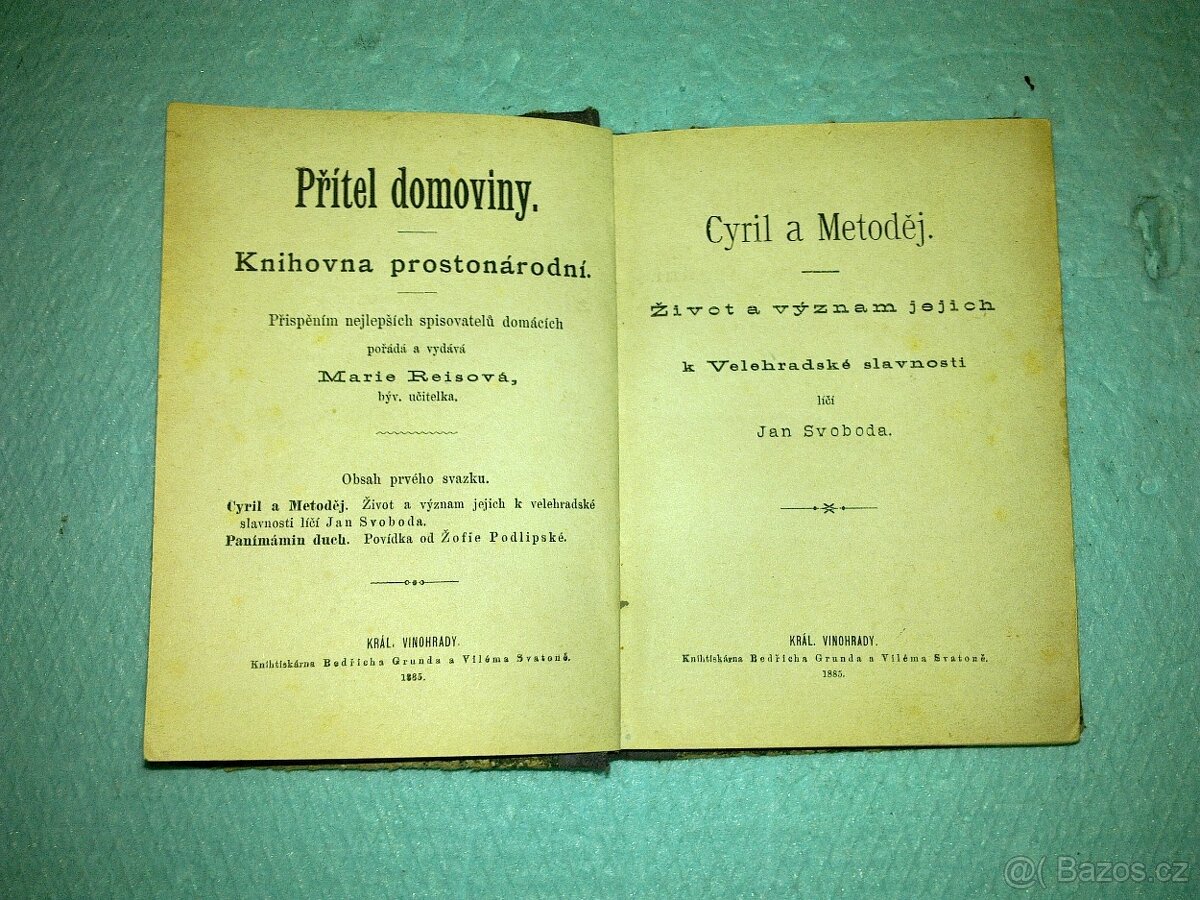 Přítel domoviny.
Knihovna prostonárodní.
Přispěním nejlepších spisovatelů domácích
pořádá a vydává
Marie Reisová,
býv. učitelka.
Obsah prvého svazku.
Cyril a Metoděj. Život a význam jejich k velehradské
slavnosti líčí Jan Svoboda.
Panímámin duch. Povídka od Žofie Podlipské.
KRÁL. VINOHRADY.
Knihtiskárna Bedřicha Grunda a Viléma Svatoně.
1885.
Cyril a Metoděj.
Život a význam jejich
k Velehradské slavnosti
líčí
Jan Svoboda.
KRÁL. VINOHRADY.
Knihtiskárna Bedřicha Grunda a Viléma Svatoně.
1885.
@( Bazos.cz